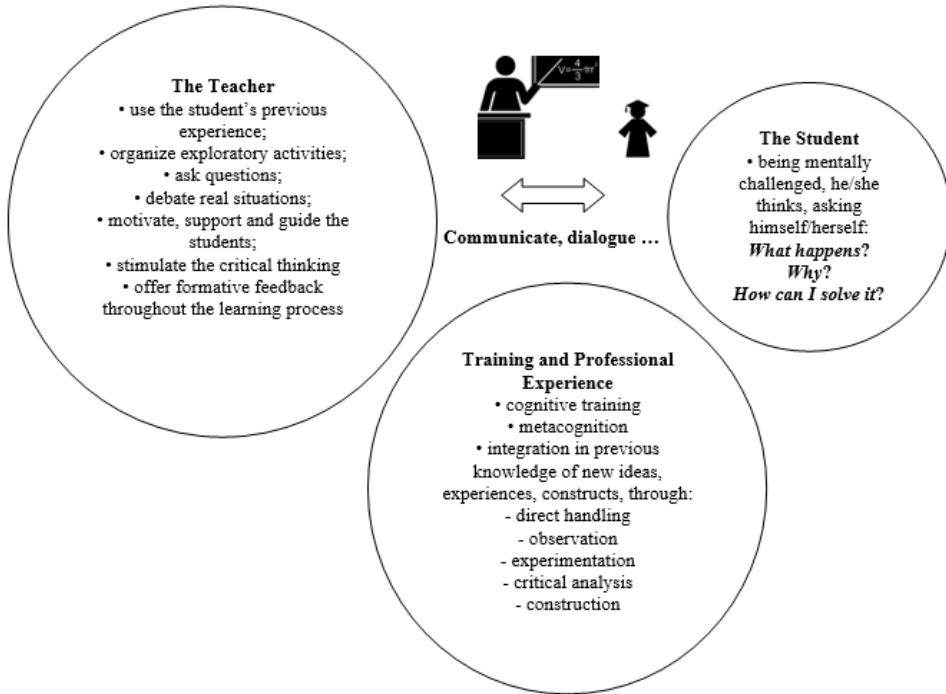 The Teacher
• use the student's previous
experience;
• organize exploratory activities;
• ask questions;
• debate real situations;
• motivate, support and guide the
students;
• stimulate the critical thinking
• offer formative feedback
throughout the learning process
V=4/3πr³
Communicate, dialogue ...
The Student
• being mentally
challenged, he/she
thinks, asking
himself/herself:
What happens?
Why?
How can I solve it?
Training and Professional
Experience
• cognitive training
• metacognition
• integration in previous
knowledge of new ideas,
experiences, constructs, through:
- direct handling
- observation
- experimentation
- critical analysis
- construction